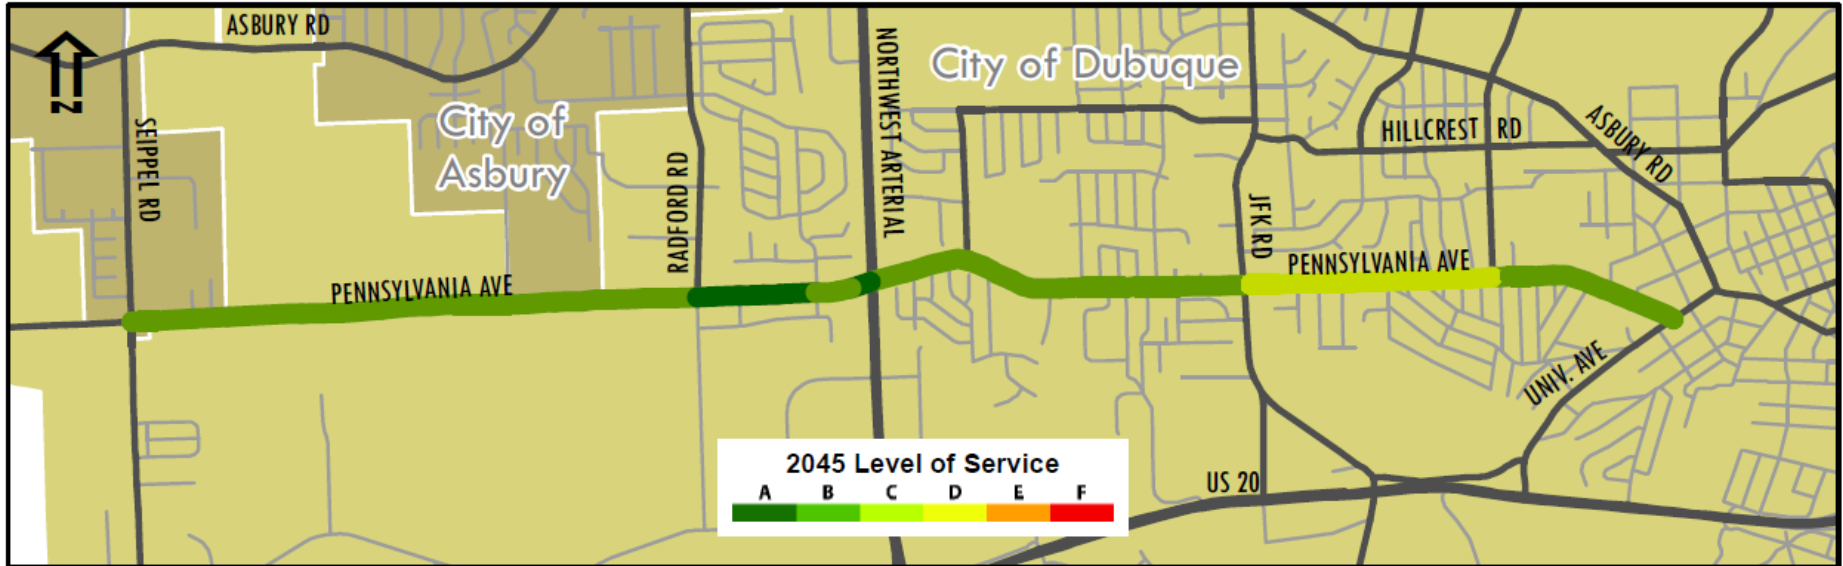 ASBURY RD
N
City of Dubuque
NORTHWEST ARTERIAL
City of
Asbury
SEIPPEL RD
HILLCREST RD
ASBURY RD
RADFORD RD
JFK RD
PENNSYLVANIA AVE
PENNSYLVANIA AVE
UNIV. AVE
US 20
2045 Level of Service
A B C D E F